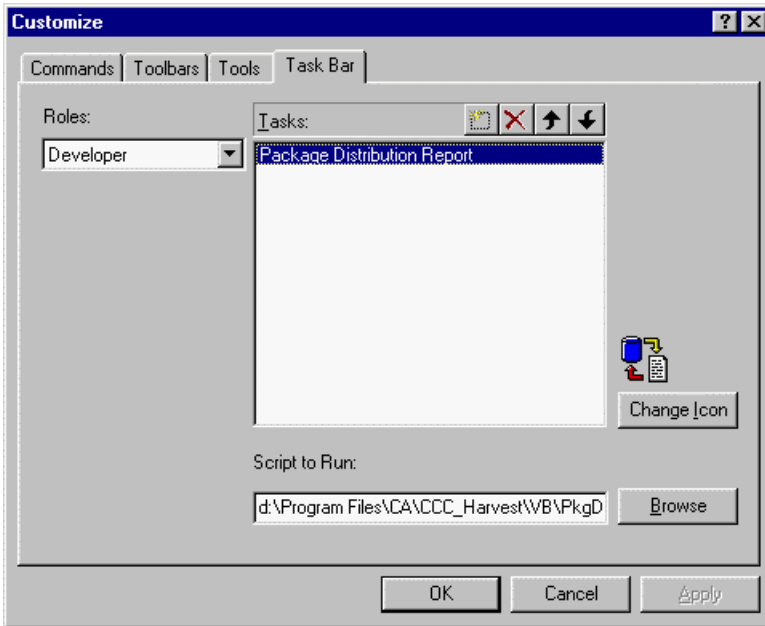 Customize
Commands Toolbars Tools Task Bar
Roles: Tasks:
Developer Package Distribution Report
Change Icon
Script to Run:
d:\Program Files\CA\CCC_Harvest\VB\PkgD Browse
OK Cancel Apply